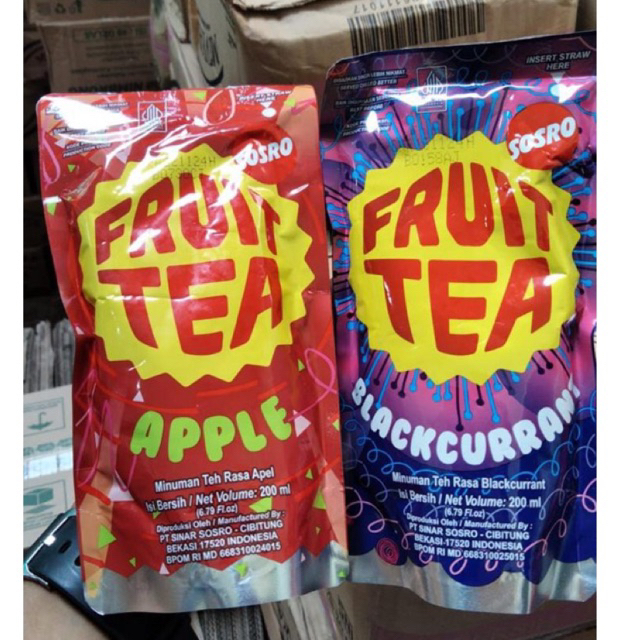 SOSRO
FRUIT
TEA
APPLE
Minuman Teh Rasa Apel
Isi Bersih / Net Volume: 200 ml
(6.79 Fl.oz)
Diproduksi Oleh / Manufactured By :
PT SINAR SOSRO - CIBITUNG
BEKASI 17520 INDONESIA
BPOM RI MD 668310024015
INSERT STRAW
HERE
SOSRO
FRUIT
TEA
BLACKCURRANT
Minuman Teh Rasa Blackcurrant
Isi Bersih / Net Volume: 200 ml
(6.79 Fl.oz)
Diproduksi Oleh / Manufactured By :
PT SINAR SOSRO - CIBITUNG
BEKASI-17520 INDONESIA
BPOM RI MD 668310025015